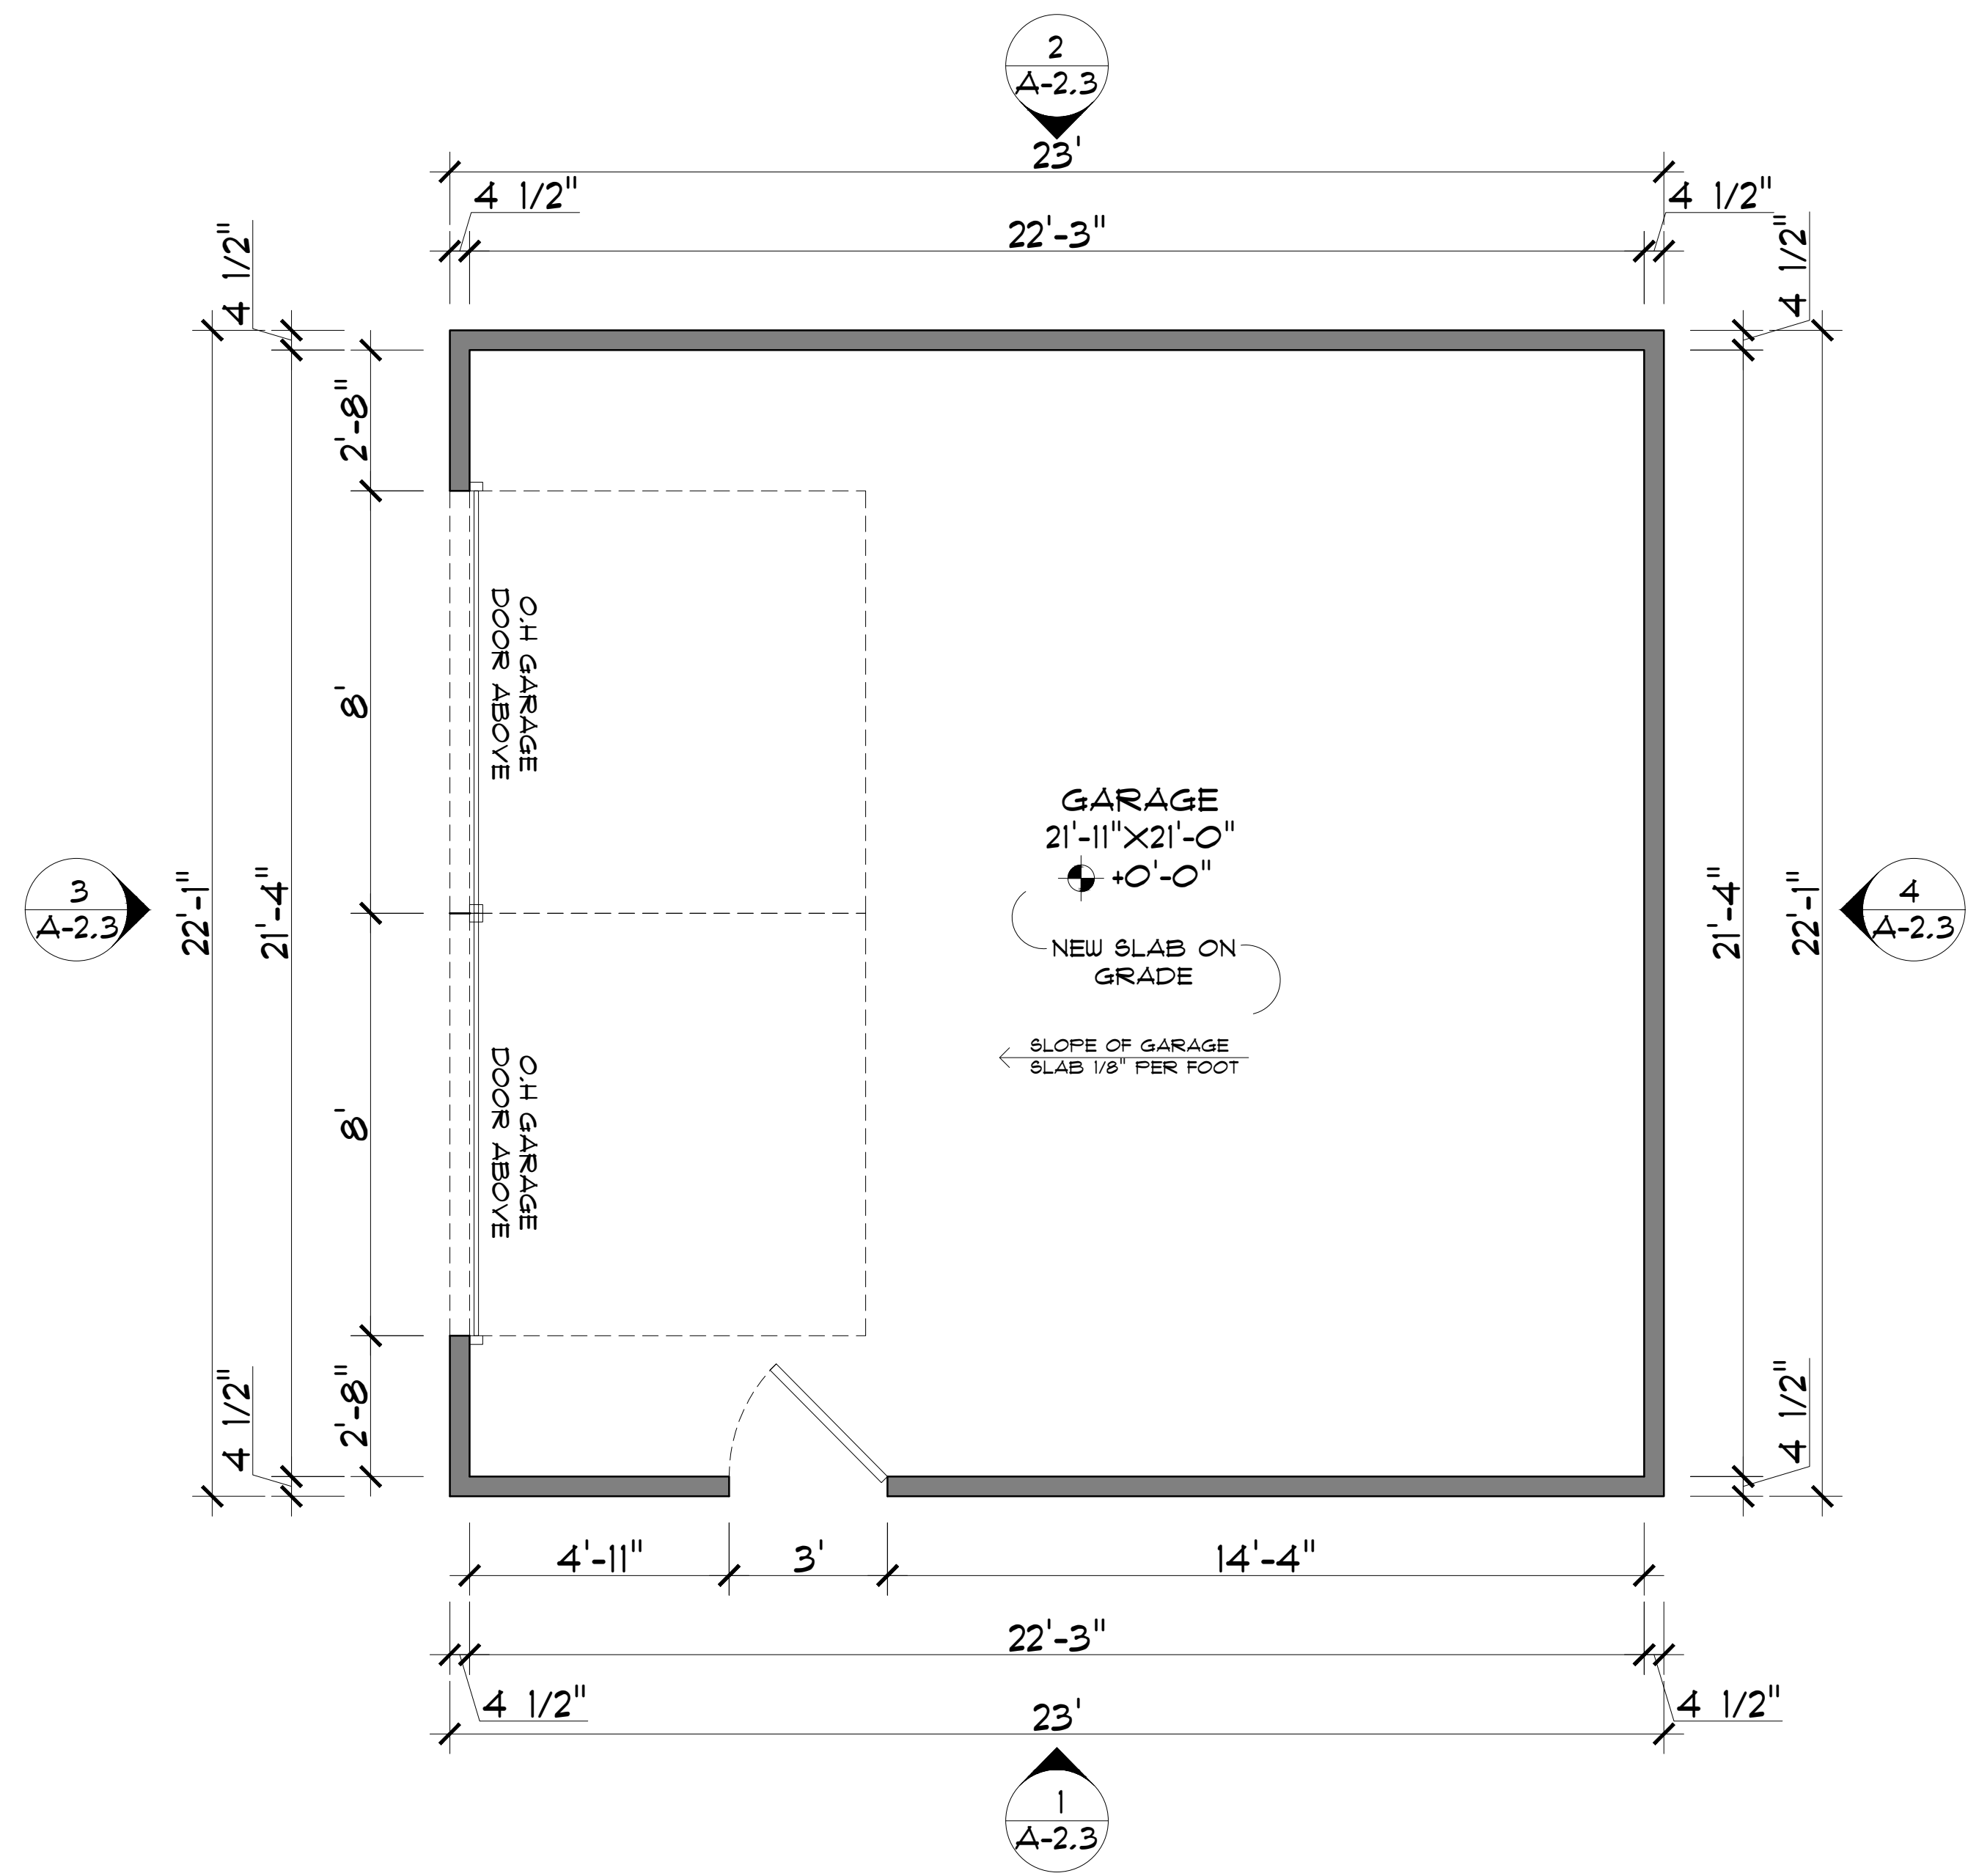 2
A-2.3
23'
4 1/2"
4 1/2"
22'-3"
4 1/2"
4 1/2"
2'-8"
8'
O.H GARAGE
DOOR ABOVE
GARAGE
21'-11"X21'-0"
+0'-0"
3
A-2.3
22'-1"
21'-4"
21'-4"
22'-1"
4
A-2.3
NEW SLAB ON
GRADE
SLOPE OF GARAGE
SLAB 1/8" PER FOOT
8'
O.H GARAGE
DOOR ABOVE
4 1/2"
2'-8"
4 1/2"
4'-11"
3'
14'-4"
22'-3"
4 1/2"
4 1/2"
23'
1
A-2.3